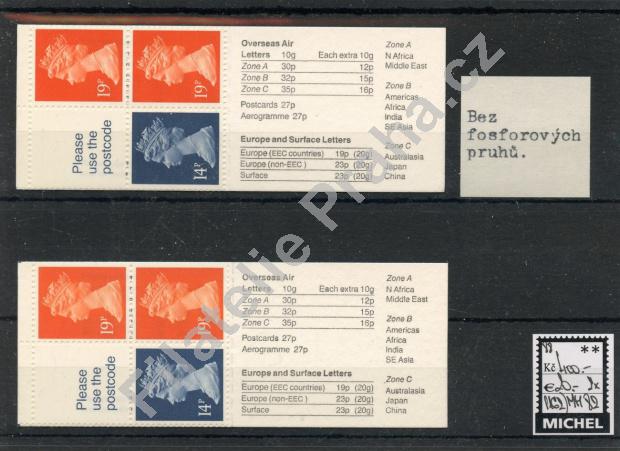 19P
19P
14P
Please
use the
postcode
Overseas Air
Letters 10g Each extra 10g
Zone A 30p 12p
Zone B 32p 15p
Zone C 35p 16p
Postcards 27p
Aerogramme 27p
Europe and Surface Letters
Europe (EEC countries) 19p (20g)
Europe (non-EEC) 23p (20g)
Surface 23p (20g)
Zone A
N Africa
Middle East
Zone B
Americas
Africa
India
SE Asia
Zone C
Australasia
Japan
China
Bez
fosforových
pruhů.
19P
19P
14P
Please
use the
postcode
Overseas Air
Letters 10g Each extra 10g
Zone A 30p 12p
Zone B 32p 15p
Zone C 35p 16p
Postcards 27p
Aerogramme 27p
Europe and Surface Letters
Europe (EEC countries) 19p (20g)
Europe (non-EEC) 23p (20g)
Surface 23p (20g)
Zone A
N Africa
Middle East
Zone B
Americas
Africa
India
SE Asia
Zone C
Australasia
Japan
China
**
Kč 400.-
MICHEL
Filatelie Praha.cz